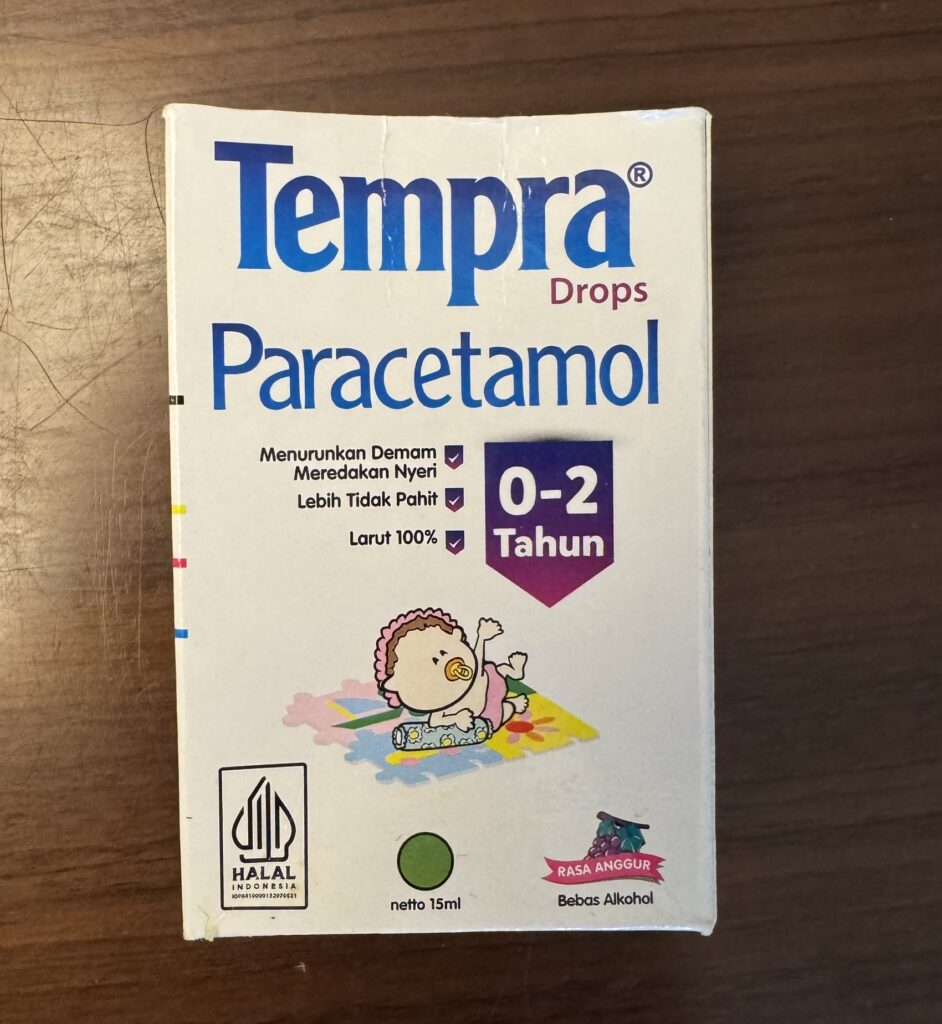 Tempra®
Drops
Paracetamol
Menurunkan Demam
Meredakan Nyeri
Lebih Tidak Pahit
Larut 100%
0-2
Tahun
HALAL
INDONESIA
netto 15ml
RASA ANGGUR
Bebas Alkohol